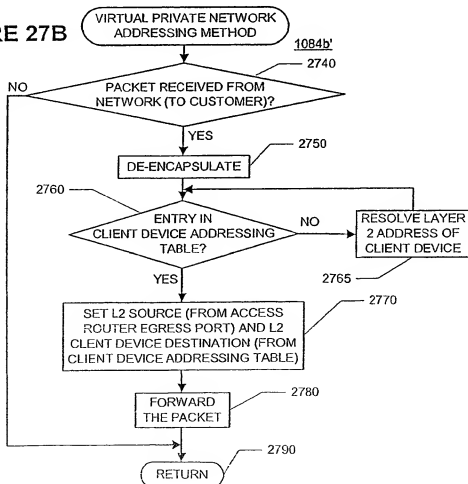 RE 27B
VIRTUAL PRIVATE NETWORK
ADDRESSING METHOD
1084b'
2740
NO
PACKET RECEIVED FROM
NETWORK (TO CUSTOMER)?
YES
2750
DE-ENCAPSULATE
2760
ENTRY IN
CLIENT DEVICE ADDRESSING
TABLE?
NO
RESOLVE LAYER
2 ADDRESS OF
CLIENT DEVICE
2765
YES
2770
SET L2 SOURCE (FROM ACCESS
ROUTER EGRESS PORT) AND L2
CLENT DEVICE DESTINATION (FROM
CLIENT DEVICE ADDRESSING TABLE)
2780
FORWARD
THE PACKET
2790
RETURN